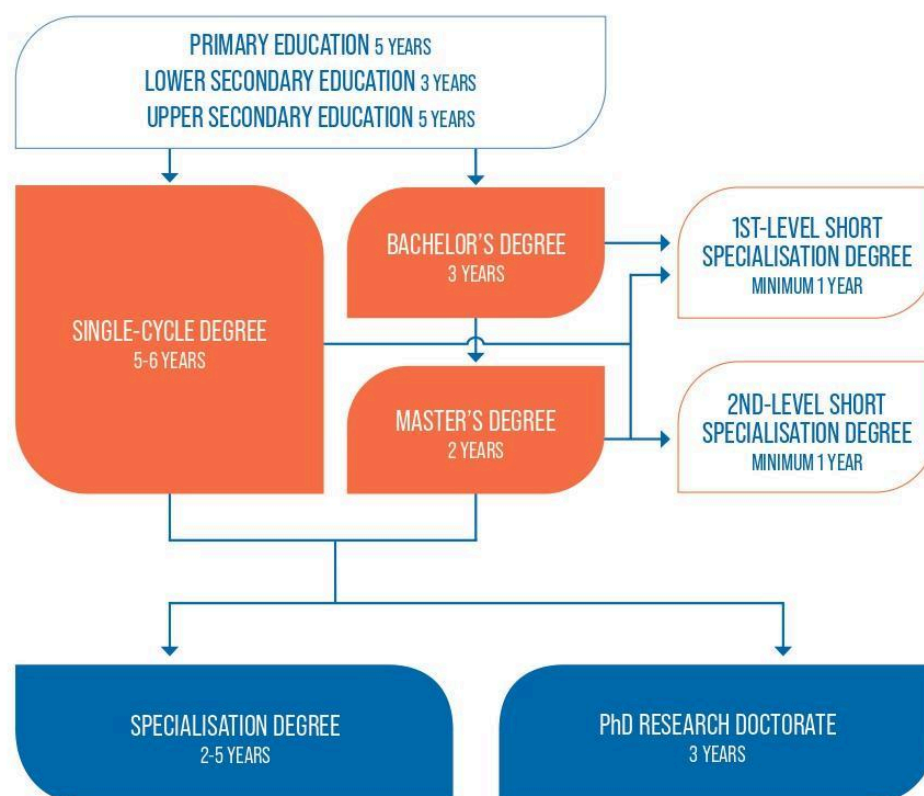 PRIMARY EDUCATION 5 YEARS
LOWER SECONDARY EDUCATION 3 YEARS
UPPER SECONDARY EDUCATION 5 YEARS
SINGLE-CYCLE DEGREE
5-6 YEARS
BACHELOR'S DEGREE
3 YEARS
1ST-LEVEL SHORT
SPECIALISATION DEGREE
MINIMUM 1 YEAR
MASTER'S DEGREE
2 YEARS
2ND-LEVEL SHORT
SPECIALISATION DEGREE
MINIMUM 1 YEAR
SPECIALISATION DEGREE
2-5 YEARS
PhD RESEARCH DOCTORATE
3 YEARS